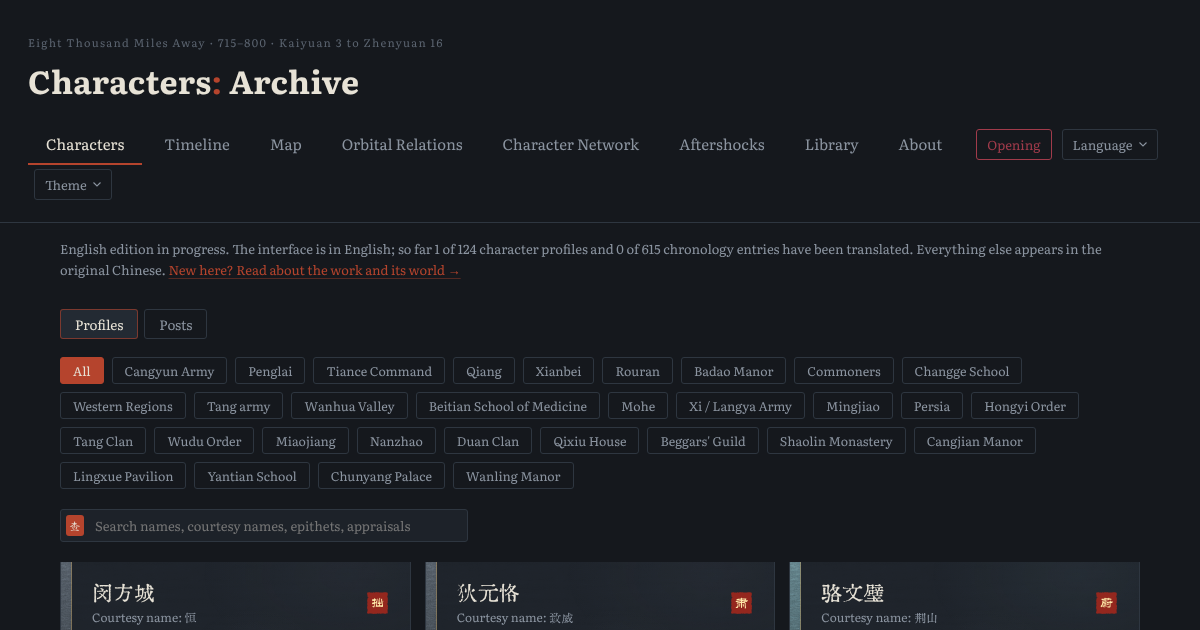 Eight Thousand Miles Away · 715–800 · Kaiyuan 3 to Zhenyuan 16
Characters: Archive
Characters Timeline Map Orbital Relations Character Network Aftershocks Library About Opening Language
Theme
English edition in progress. The interface is in English; so far 1 of 124 character profiles and 0 of 615 chronology entries have been translated. Everything else appears in the
original Chinese. New here? Read about the work and its world →
Profiles Posts
All Cangyun Army Penglai Tiance Command Qiang Xianbei Rouran Badao Manor Commoners Changge School
Western Regions Tang army Wanhua Valley Beitian School of Medicine Mohe Xi / Langya Army Mingjiao Persia Hongyi Order
Tang Clan Wudu Order Miaojiang Nanzhao Duan Clan Qixiu House Beggars' Guild Shaolin Monastery Cangjian Manor
Lingxue Pavilion Yantian School Chunyang Palace Wanling Manor
Search names, courtesy names, epithets, appraisals
闵方城 拙 狄元恪 肃 骆文璧 蔚
Courtesy name: 恒 Courtesy name: 致威 Courtesy name: 荆山